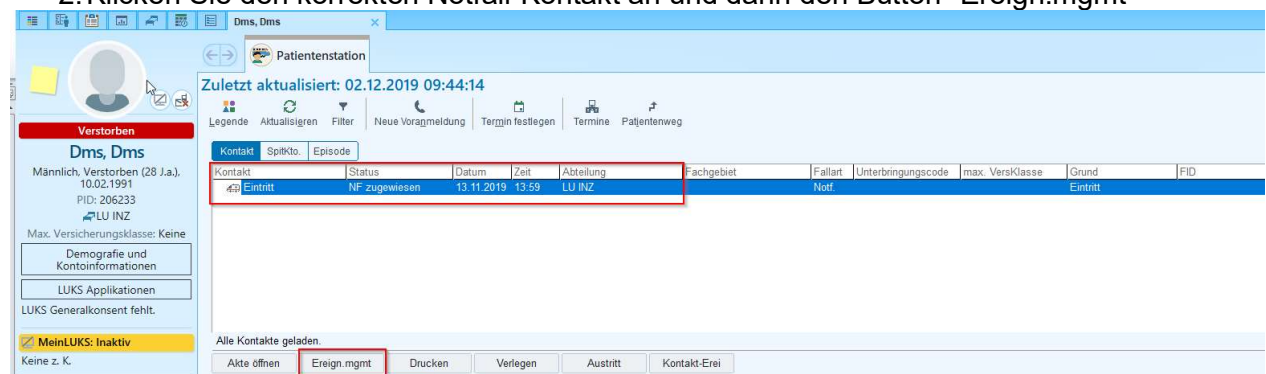 2. Klicken Sie den korrekten Notfall-Kontakt an und dann den Button "Ereign.mgmt"
Dms, Dms
Patientenstation
Zuletzt aktualisiert: 02.12.2019 09:44:14
Legende Aktualisieren Filter Neue Voranmeldung Termin festlegen Termine Patientenweg
Verstorben
Dms, Dms
Männlich, Verstorben (28 J.a.),
10.02.1991
PID: 206233
LU INZ
Max. Versicherungsklasse: Keine
Demografie und
Kontoinformationen
LUKS Applikationen
LUKS Generalkonsent fehlt.
MeinLUKS: Inaktiv
Keine z. K.
Kontakt SpitKto. Episode
Kontakt Status Datum Zeit Abteilung Fachgebiet Fallart Unterbringungscode max. VersKlasse Grund FID
Eintritt NF zugewiesen 13.11.2019 13:59 LU INZ Notf. Eintritt
Alle Kontakte geladen.
Akte öffnen Ereign.mgmt Drucken Verlegen Austritt Kontakt-Erei